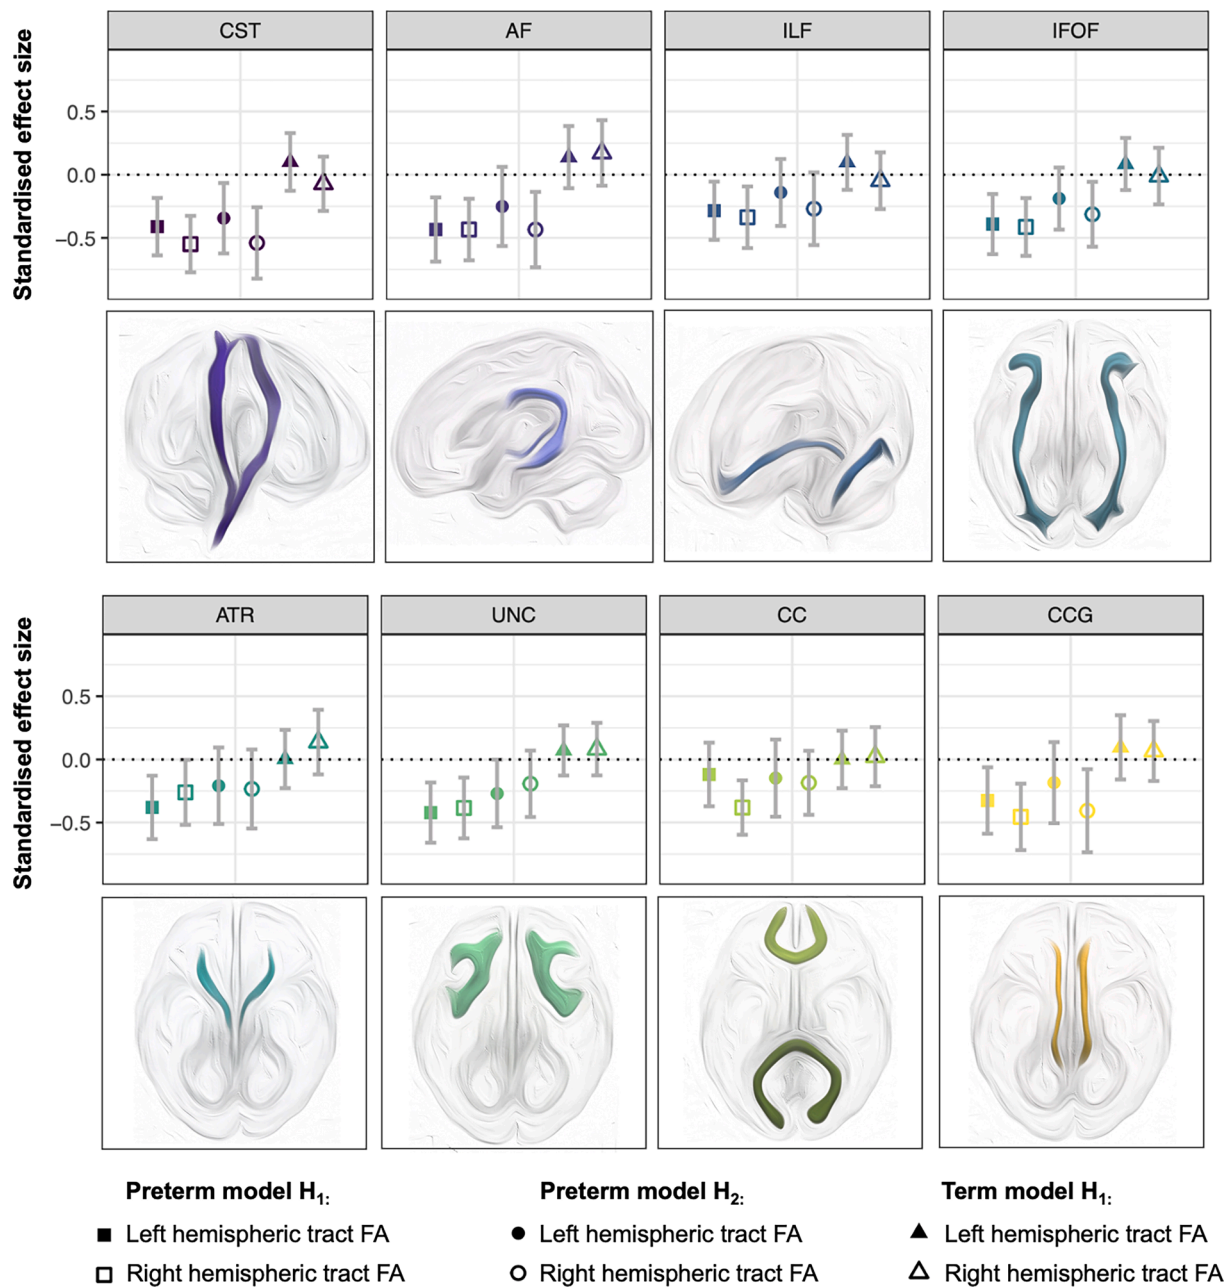 CST AF ILF IFOF
Standardised effect size
0.5
0.0
−0.5
ATR UNC CC CCG
Standardised effect size
0.5
0.0
−0.5
Preterm model H1: Preterm model H2: Term model H1:
Left hemispheric tract FA Left hemispheric tract FA Left hemispheric tract FA
Right hemispheric tract FA Right hemispheric tract FA Right hemispheric tract FA